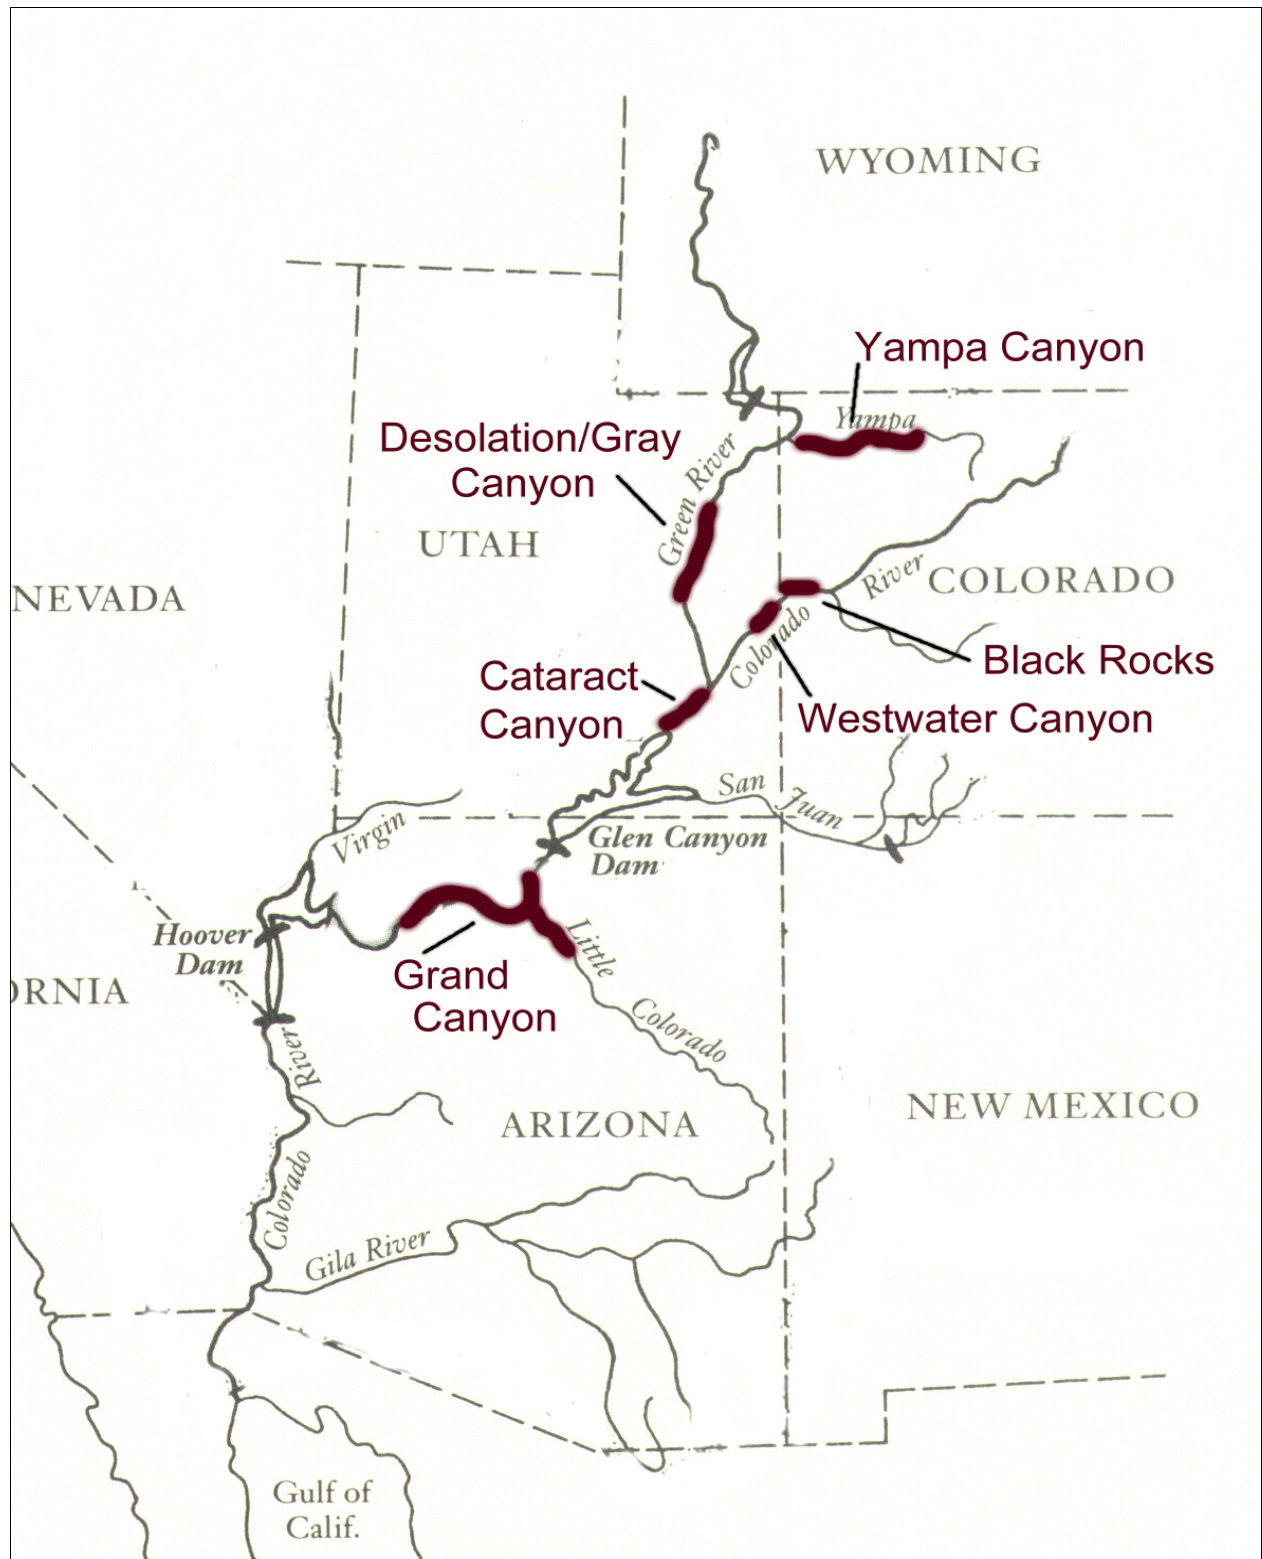 WYOMING
Yampa Canyon
Yampa
Desolation/Gray
Canyon
Green River
UTAH
River
COLORADO
NEVADA
Colorado
Black Rocks
Cataract
Canyon
Westwater Canyon
San Juan
Virgin
Glen Canyon
Dam
Hoover
Dam
Little
Grand
Canyon
ORNIA
Colorado
River
NEW MEXICO
ARIZONA
Colorado
Gila River
Gulf of
Calif.